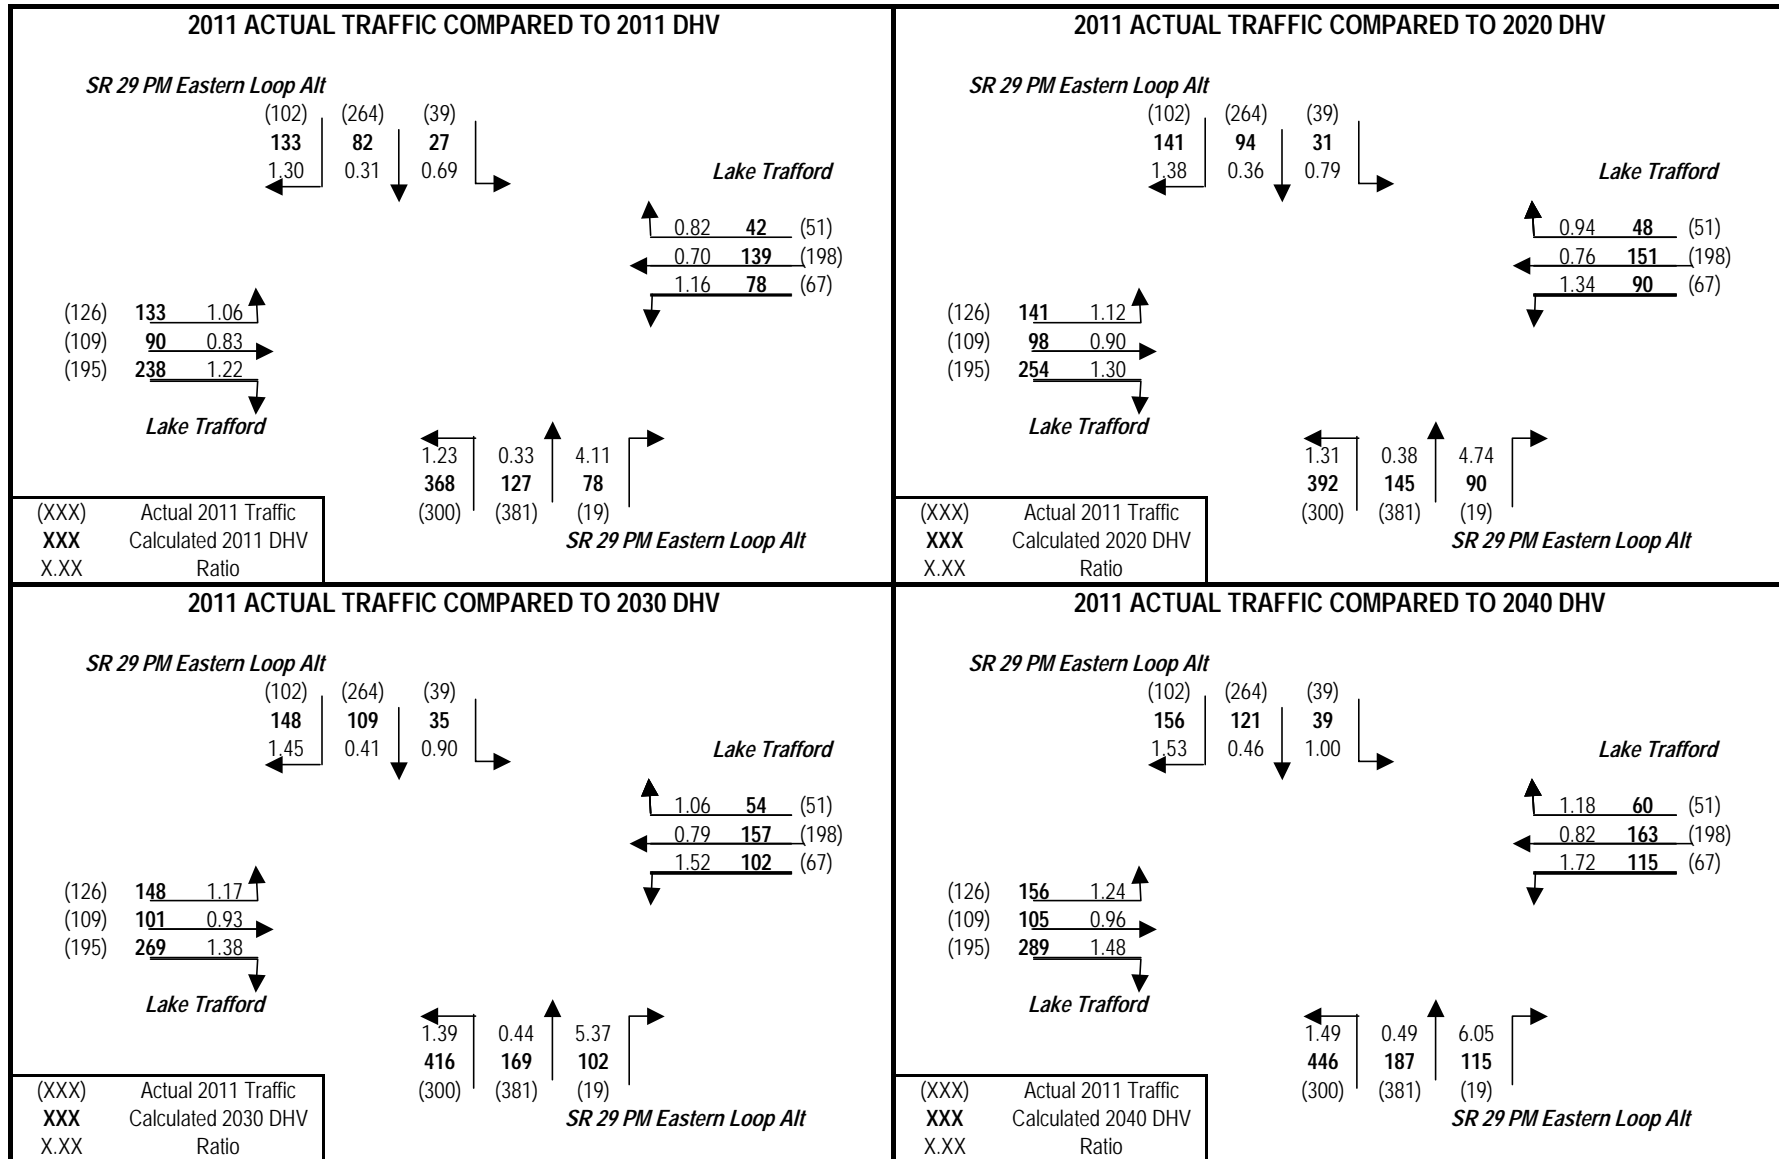 2011 ACTUAL TRAFFIC COMPARED TO 2011 DHV
SR 29 PM Eastern Loop Alt
(102) (264) (39)
133 82 27
1.30 0.31 0.69
Lake Trafford
0.82 42 (51)
0.70 139 (198)
1.16 78 (67)
(126) 133 1.06
(109) 90 0.83
(195) 238 1.22
Lake Trafford
1.23 0.33 4.11
368 127 78
(300) (381) (19)
SR 29 PM Eastern Loop Alt
(XXX) Actual 2011 Traffic
XXX Calculated 2011 DHV
X.XX Ratio
2011 ACTUAL TRAFFIC COMPARED TO 2020 DHV
SR 29 PM Eastern Loop Alt
(102) (264) (39)
141 94 31
1.38 0.36 0.79
Lake Trafford
0.94 48 (51)
0.76 151 (198)
1.34 90 (67)
(126) 141 1.12
(109) 98 0.90
(195) 254 1.30
Lake Trafford
1.31 0.38 4.74
392 145 90
(300) (381) (19)
SR 29 PM Eastern Loop Alt
(XXX) Actual 2011 Traffic
XXX Calculated 2020 DHV
X.XX Ratio
2011 ACTUAL TRAFFIC COMPARED TO 2030 DHV
SR 29 PM Eastern Loop Alt
(102) (264) (39)
148 109 35
1.45 0.41 0.90
Lake Trafford
1.06 54 (51)
0.79 157 (198)
1.52 102 (67)
(126) 148 1.17
(109) 101 0.93
(195) 269 1.38
Lake Trafford
1.39 0.44 5.37
416 169 102
(300) (381) (19)
SR 29 PM Eastern Loop Alt
(XXX) Actual 2011 Traffic
XXX Calculated 2030 DHV
X.XX Ratio
2011 ACTUAL TRAFFIC COMPARED TO 2040 DHV
SR 29 PM Eastern Loop Alt
(102) (264) (39)
156 121 39
1.53 0.46 1.00
Lake Trafford
1.18 60 (51)
0.82 163 (198)
1.72 115 (67)
(126) 156 1.24
(109) 105 0.96
(195) 289 1.48
Lake Trafford
1.49 0.49 6.05
446 187 115
(300) (381) (19)
SR 29 PM Eastern Loop Alt
(XXX) Actual 2011 Traffic
XXX Calculated 2040 DHV
X.XX Ratio